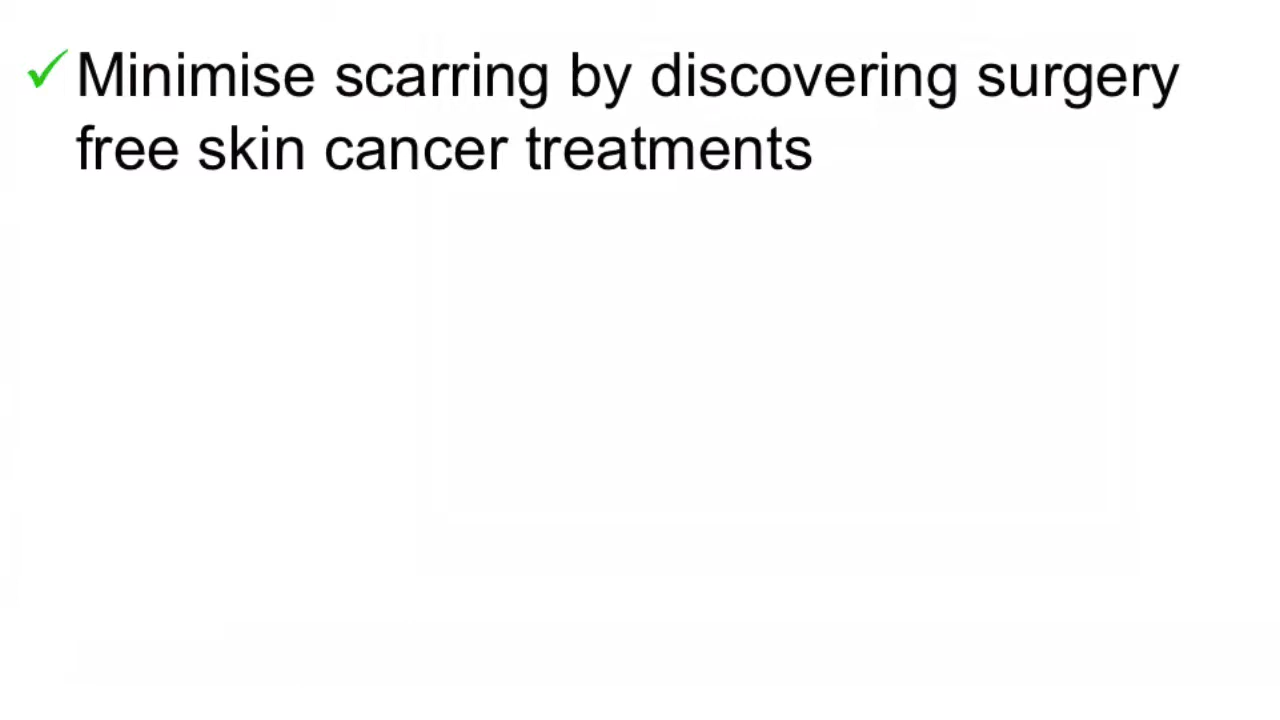 ✓Minimise scarring by discovering surgery
free skin cancer treatments